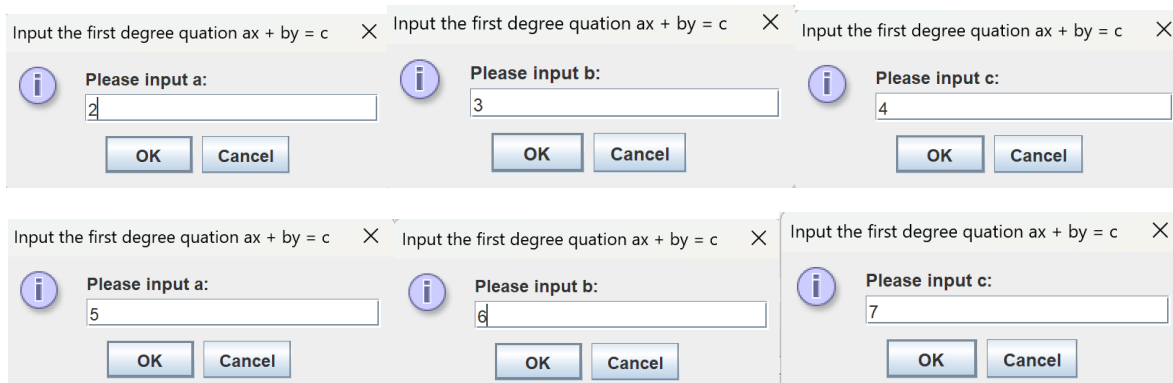 Input the first degree quation ax + by = c
Please input a:
2
OK Cancel
Input the first degree quation ax + by = c
Please input b:
3
OK Cancel
Input the first degree quation ax + by = c
Please input c:
4
OK Cancel
Input the first degree quation ax + by = c
Please input a:
5
OK Cancel
Input the first degree quation ax + by = c
Please input b:
6
OK Cancel
Input the first degree quation ax + by = c
Please input c:
7
OK Cancel